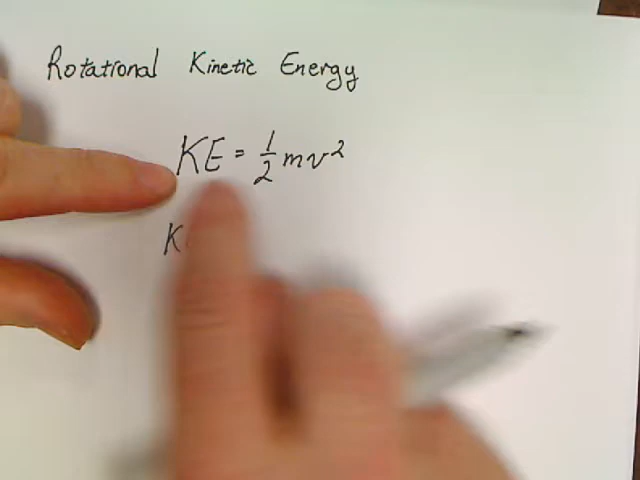 Rotational Kinetic Energy
KE = 1/2 mv²
K